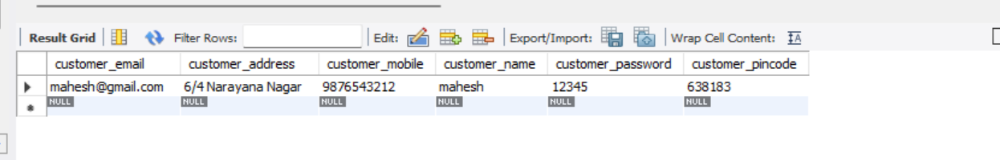 Result Grid Filter Rows: Edit: Export/Import: Wrap Cell Content: IA
customer_email customer_address customer_mobile customer_name customer_password customer_pincode
mahesh@gmail.com 6/4 Narayana Nagar 9876543212 mahesh 12345 638183
NULL NULL NULL NULL NULL NULL